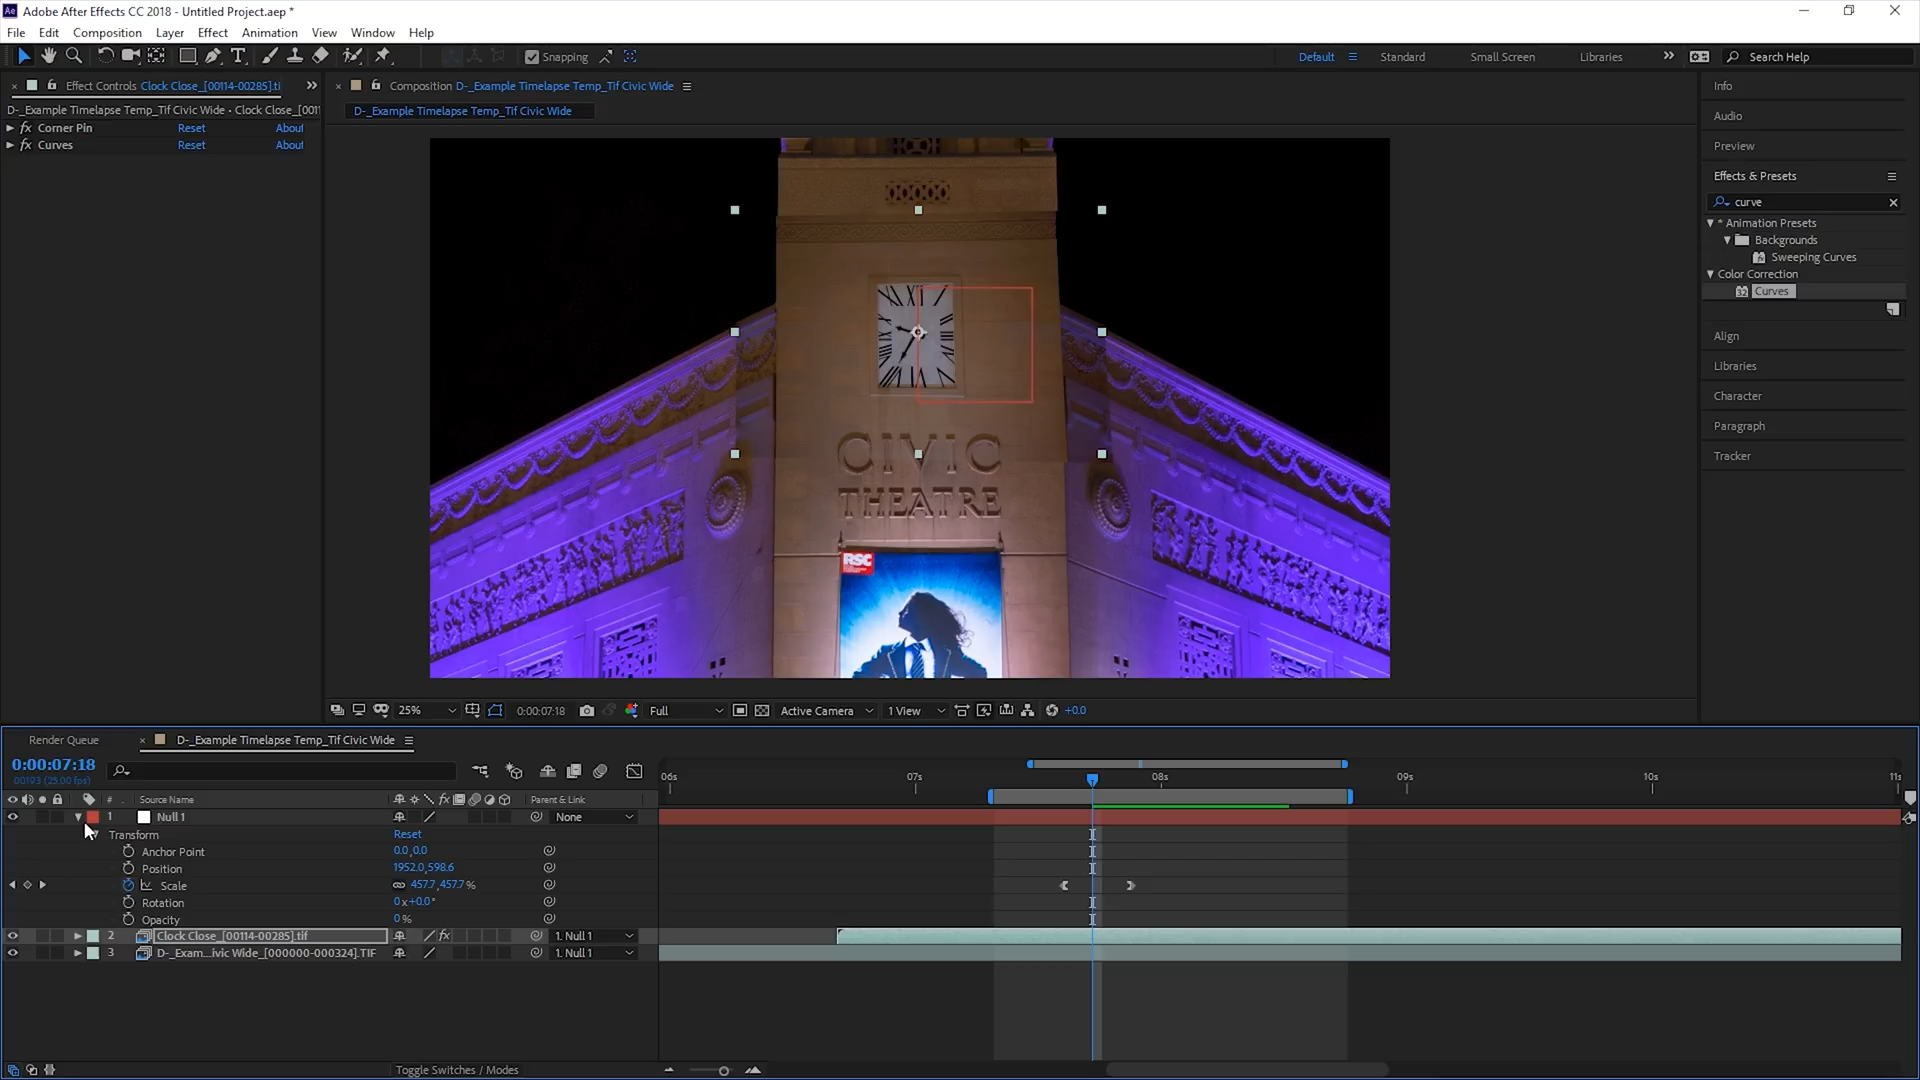 Adobe After Effects CC 2018 - Untitled Project.aep *
File Edit Composition Layer Effect Animation View Window Help
Snapping Default Standard Small Screen Libraries Search Help
Effect Controls Clock Close_[00114-00285].ti
D-_Example Timelapse Temp_Tif Civic Wide - Clock Close_[0011
fx Corner Pin Reset About
fx Curves Reset About
Composition D-_Example Timelapse Temp_Tif Civic Wide
D-_Example Timelapse Temp_Tif Civic Wide
CIVIC
THEATRE
RSC
25% 0:00:07:18 Full Active Camera 1 View +0.0
Info
Audio
Preview
Effects & Presets
curve
* Animation Presets
Backgrounds
Sweeping Curves
Color Correction
Curves
Align
Libraries
Character
Paragraph
Tracker
Render Queue D-_Example Timelapse Temp_Tif Civic Wide
0:00:07:18
00193 (25.00 fps)
06s 07s 08s 09s 10s 11s
# Source Name fx Parent & Link
1 Null 1 None
Transform Reset
Anchor Point 0.0,0.0
Position 1952.0,598.6
Scale 457.7,457.7 %
Rotation 0x+0.0°
Opacity 0 %
2 Clock Close_[00114-00285].tif fx 1. Null 1
3 D-_Exam...ivic Wide_[000000-000324].TIF 1. Null 1
Toggle Switches / Modes